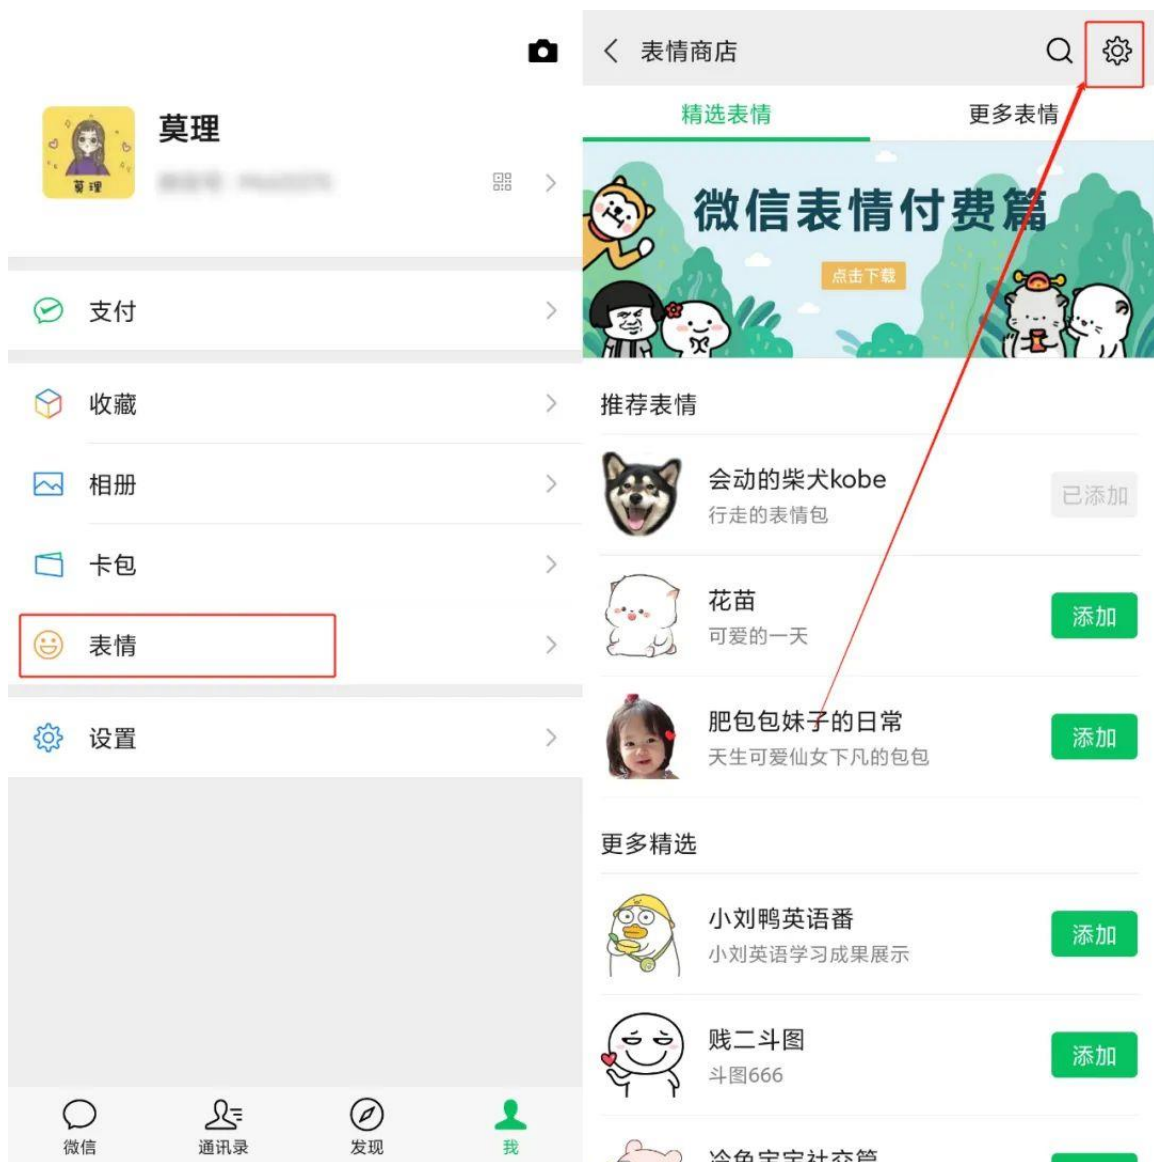 莫理
莫理
支付
收藏
相册
卡包
表情
设置
微信
通讯录
发现
我
表情商店
精选表情
更多表情
微信表情付费篇
点击下载
推荐表情
会动的柴犬kobe
行走的表情包
已添加
花苗
可爱的一天
添加
肥包包妹子的日常
天生可爱仙女下凡的包包
添加
更多精选
小刘鸭英语番
小刘英语学习成果展示
添加
贱二斗图
斗图666
添加